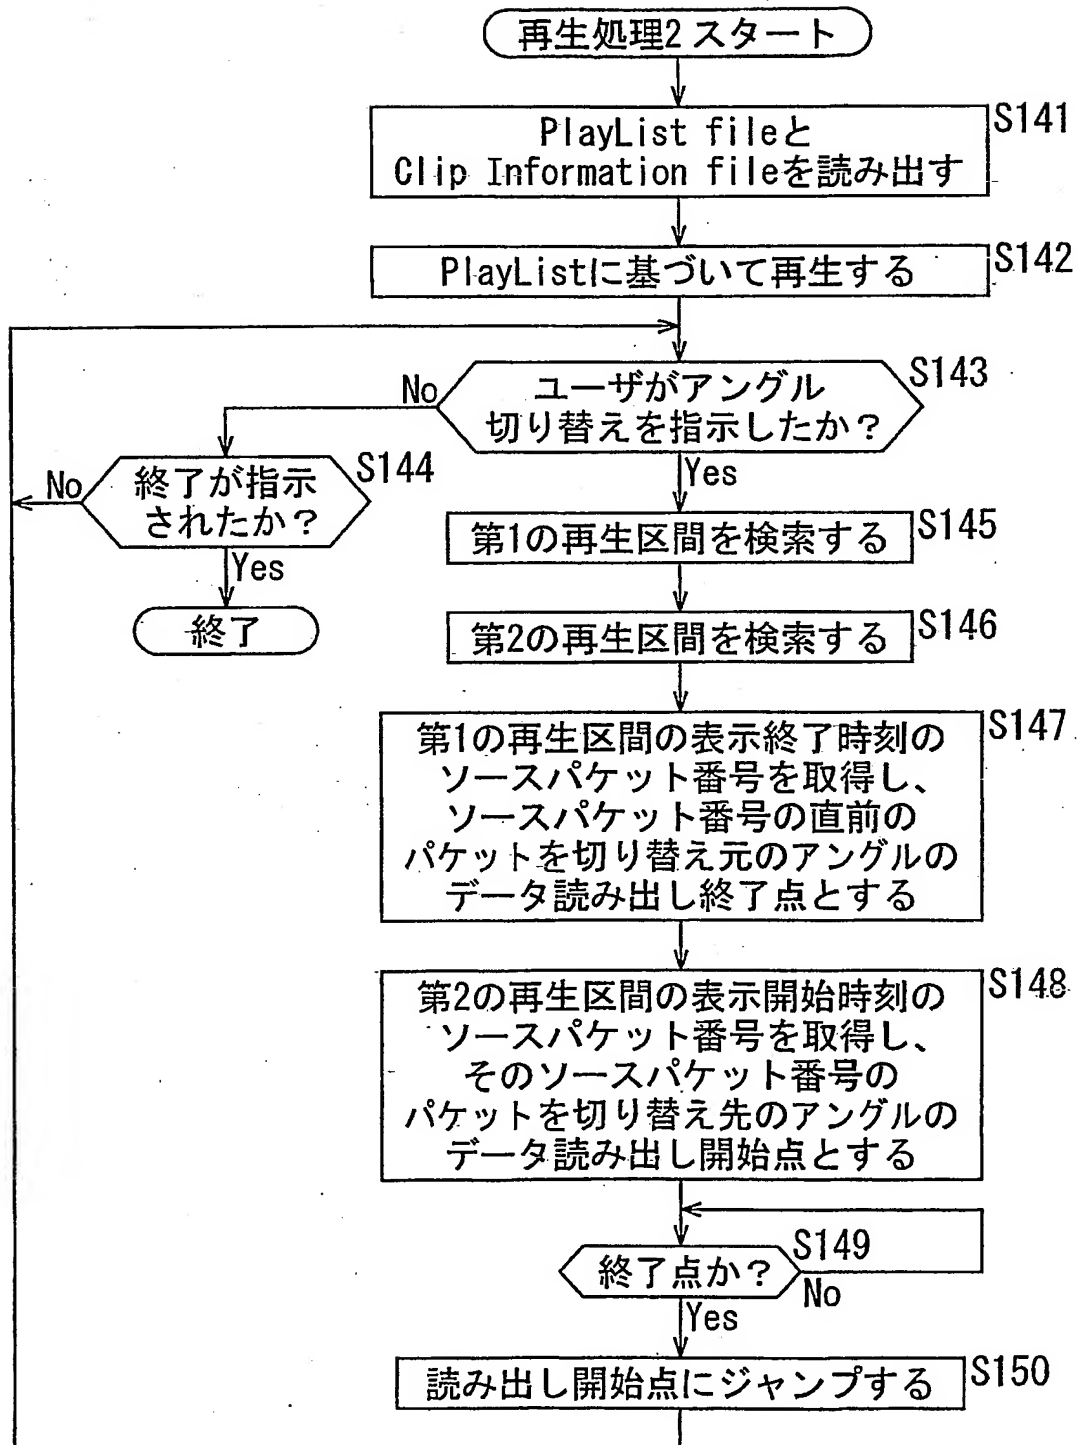 再生処理2 スタート
S141
PlayList fileと
Clip Information fileを読み出す
S142
PlayListに基づいて再生する
S143
ユーザがアングル
切り替えを指示したか?
No
Yes
S144
終了が指示
されたか?
No
Yes
終了
S145
第1の再生区間を検索する
S146
第2の再生区間を検索する
S147
第1の再生区間の表示終了時刻の
ソースパケット番号を取得し、
ソースパケット番号の直前の
パケットを切り替え元のアングルの
データ読み出し終了点とする
S148
第2の再生区間の表示開始時刻の
ソースパケット番号を取得し、
そのソースパケット番号の
パケットを切り替え先のアングルの
データ読み出し開始点とする
S149
終了点か?
No
Yes
S150
読み出し開始点にジャンプする